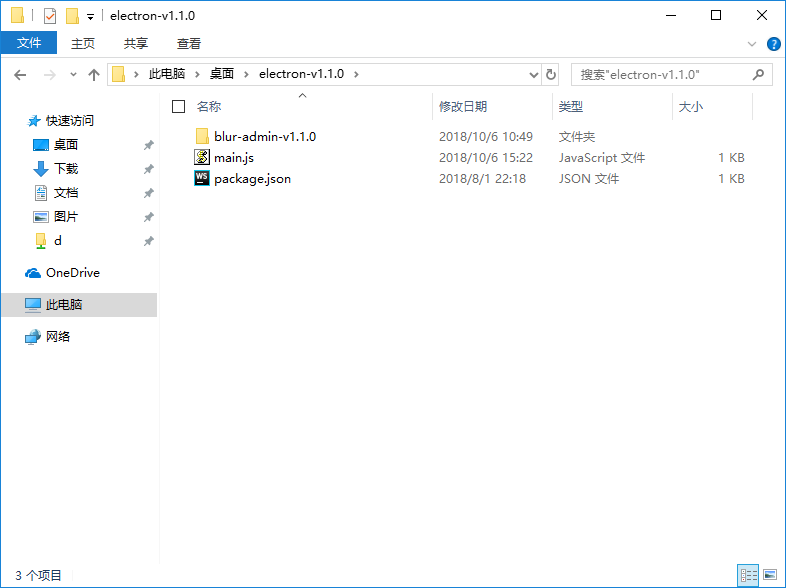 electron-v1.1.0
文件 主页 共享 查看
此电脑 桌面 electron-v1.1.0 搜索"electron-v1.1.0"
名称 修改日期 类型 大小
快速访问
桌面
下载
文档
图片
d
OneDrive
此电脑
网络
blur-admin-v1.1.0 2018/10/6 10:49 文件夹
main.js 2018/10/6 15:22 JavaScript 文件 1 KB
WS package.json 2018/8/1 22:18 JSON 文件 1 KB
3 个项目